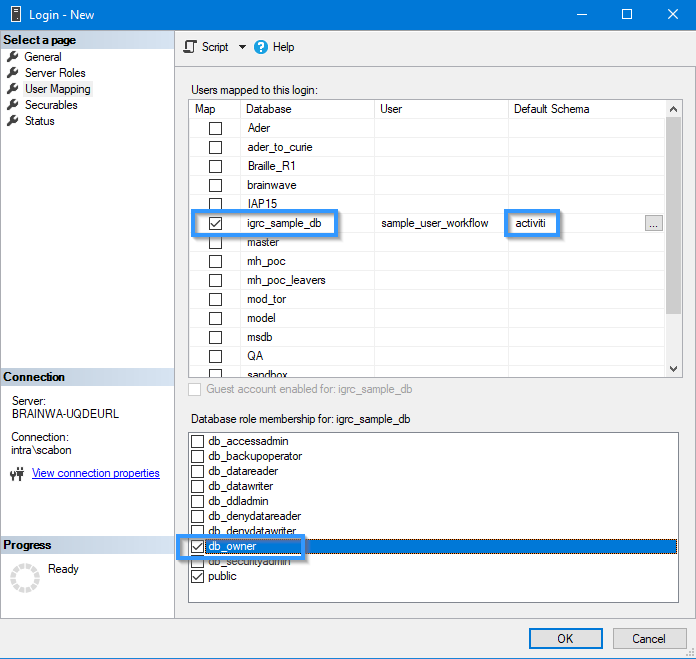 Login - New
Select a page
General
Server Roles
User Mapping
Securables
Status
Script
Help
Users mapped to this login:
Map Database User Default Schema
Ader
ader_to_curie
Braille_R1
brainwave
IAP15
igrc_sample_db sample_user_workflow activiti ...
master
mh_poc
mh_poc_leavers
mod_tor
model
msdb
QA
sandbox
Guest account enabled for: igrc_sample_db
Database role membership for: igrc_sample_db
db_accessadmin
db_backupoperator
db_datareader
db_datawriter
db_ddladmin
db_denydatareader
db_denydatawriter
db_owner
db_securityadmin
public
Connection
Server:
BRAINWA-UQDEURL
Connection:
intra\scabon
View connection properties
Progress
Ready
OK Cancel